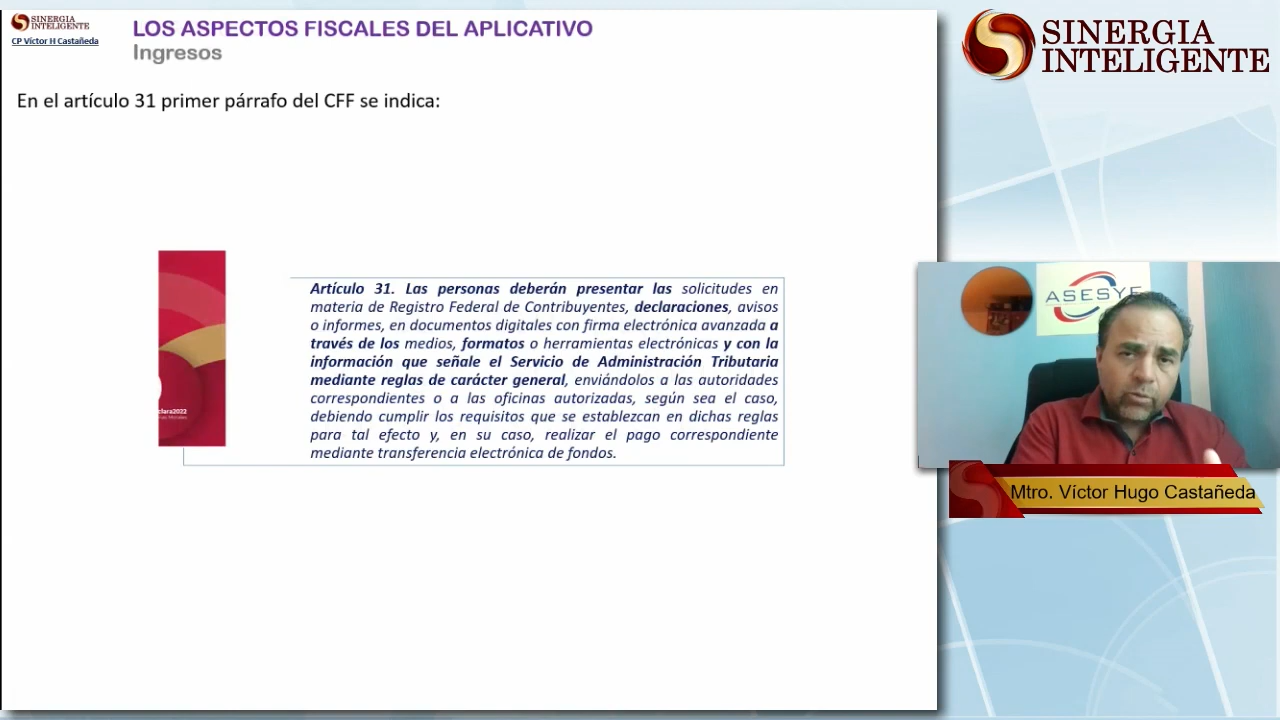 SINERGIA
INTELIGENTE
CP Víctor H Castañeda
LOS ASPECTOS FISCALES DEL APLICATIVO
Ingresos
En el artículo 31 primer párrafo del CFF se indica:
clara2022
Artículo 31. Las personas deberán presentar las solicitudes en
materia de Registro Federal de Contribuyentes, declaraciones, avisos
o informes, en documentos digitales con firma electrónica avanzada a
través de los medios, formatos o herramientas electrónicas y con la
información que señale el Servicio de Administración Tributaria
mediante reglas de carácter general, enviándolos a las autoridades
correspondientes o a las oficinas autorizadas, según sea el caso,
debiendo cumplir los requisitos que se establezcan en dichas reglas
para tal efecto y, en su caso, realizar el pago correspondiente
mediante transferencia electrónica de fondos.
SINERGIA
INTELIGENTE
ASESYF
Mtro. Víctor Hugo Castañeda